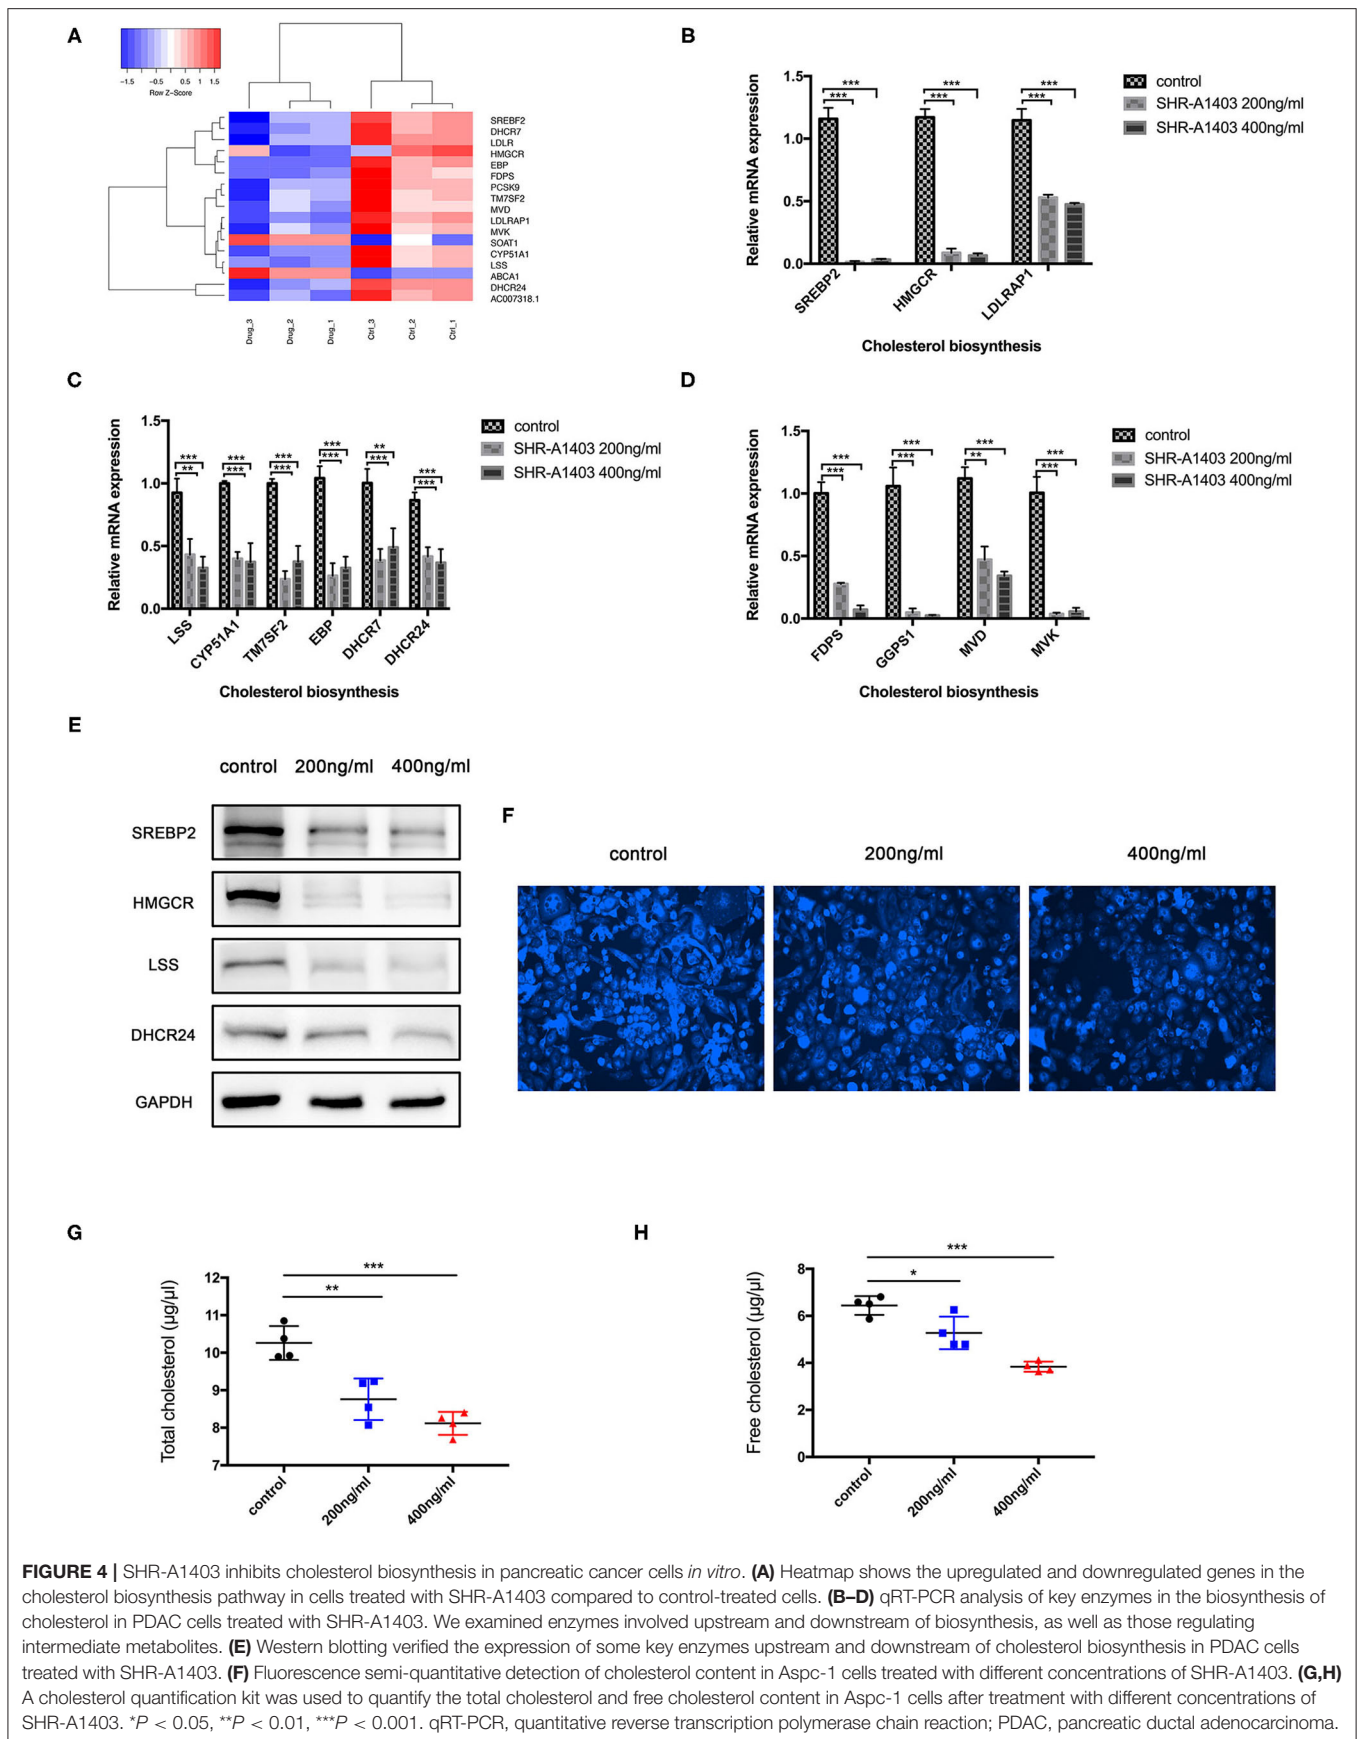 A
−1.5 −0.5 0.5 1 1.5
Row Z−Score
SREBF2
DHCR7
LDLR
HMGCR
EBP
FDPS
PCSK9
TM7SF2
MVD
LDLRAP1
MVK
SOAT1
CYP51A1
LSS
ABCA1
DHCR24
AC007318.1
Drug_3
Drug_2
Drug_1
Ctrl_3
Ctrl_2
Ctrl_1
B
Relative mRNA expression
1.5
1.0
0.5
0.0
*** *** ***
*** *** ***
control
SHR-A1403 200ng/ml
SHR-A1403 400ng/ml
SREBP2
HMGCR
LDLRAP1
Cholesterol biosynthesis
C
Relative mRNA expression
1.5
1.0
0.5
0.0
*** *** *** *** ** ***
** *** *** *** *** ***
control
SHR-A1403 200ng/ml
SHR-A1403 400ng/ml
LSS
CYP51A1
TM7SF2
EBP
DHCR7
DHCR24
Cholesterol biosynthesis
D
Relative mRNA expression
1.5
1.0
0.5
0.0
*** *** *** ***
*** *** ** ***
control
SHR-A1403 200ng/ml
SHR-A1403 400ng/ml
FDPS
GGPS1
MVD
MVK
Cholesterol biosynthesis
E
control 200ng/ml 400ng/ml
SREBP2
HMGCR
LSS
DHCR24
GAPDH
F
control 200ng/ml 400ng/ml
G
Total cholesterol (µg/µl)
12
11
10
9
8
7
***
**
control
200ng/ml
400ng/ml
H
Free cholesterol (µg/µl)
8
6
4
2
0
***
*
control
200ng/ml
400ng/ml
FIGURE 4 | SHR-A1403 inhibits cholesterol biosynthesis in pancreatic cancer cells in vitro. (A) Heatmap shows the upregulated and downregulated genes in the
cholesterol biosynthesis pathway in cells treated with SHR-A1403 compared to control-treated cells. (B–D) qRT-PCR analysis of key enzymes in the biosynthesis of
cholesterol in PDAC cells treated with SHR-A1403. We examined enzymes involved upstream and downstream of biosynthesis, as well as those regulating
intermediate metabolites. (E) Western blotting verified the expression of some key enzymes upstream and downstream of cholesterol biosynthesis in PDAC cells
treated with SHR-A1403. (F) Fluorescence semi-quantitative detection of cholesterol content in Aspc-1 cells treated with different concentrations of SHR-A1403. (G,H)
A cholesterol quantification kit was used to quantify the total cholesterol and free cholesterol content in Aspc-1 cells after treatment with different concentrations of
SHR-A1403. *P < 0.05, **P < 0.01, ***P < 0.001. qRT-PCR, quantitative reverse transcription polymerase chain reaction; PDAC, pancreatic ductal adenocarcinoma.